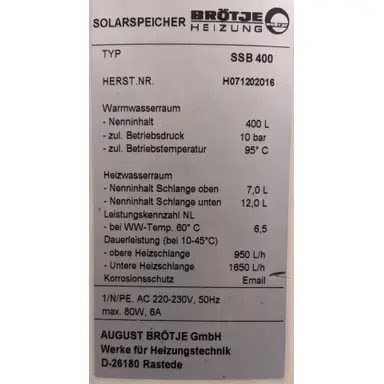 SOLARSPEICHER BRÖTJE
HEIZUNG
TYP SSB 400
HERST.NR. H071202016
Warmwasserraum
- Nenninhalt 400 L
- zul. Betriebsdruck 10 bar
- zul. Betriebstemperatur 95° C
Heizwasserraum
- Nenninhalt Schlange oben 7,0 L
- Nenninhalt Schlange unten 12,0 L
Leistungskennzahl NL
- bei WW-Temp. 60° C 6,5
Dauerleistung (bei 10-45°C)
- obere Heizschlange 950 L/h
- Untere Heizschlange 1650 L/h
Korrosionsschutz Email
1/N/PE, AC 220-230V, 50Hz
max. 80W, 6A
AUGUST BRÖTJE GmbH
Werke für Heizungstechnik
D-26180 Rastede